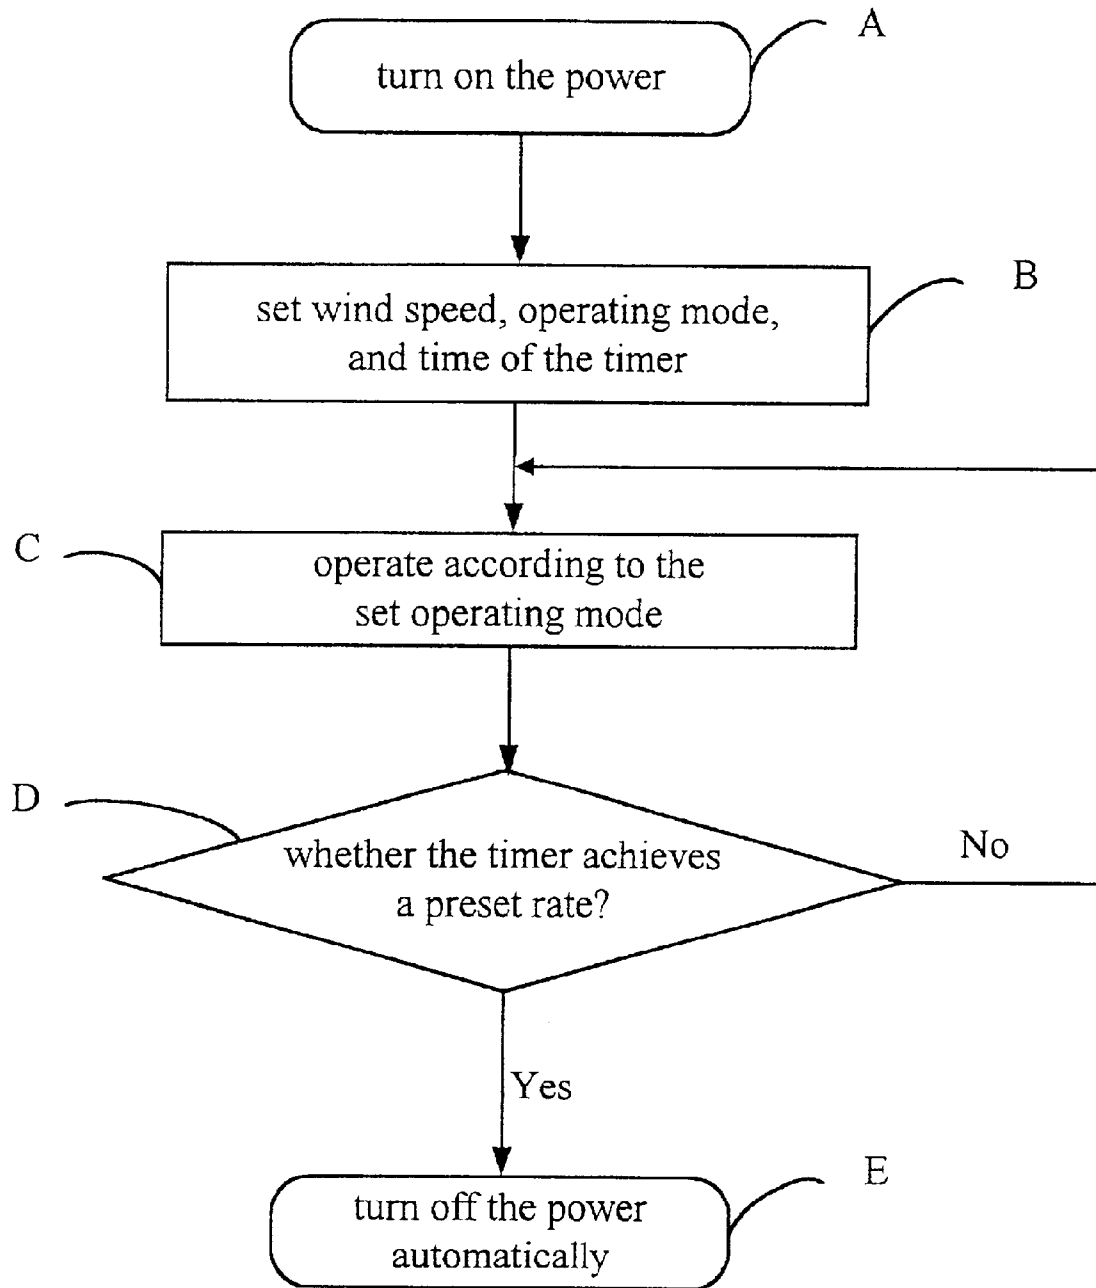 A
turn on the power
B
set wind speed, operating mode,
and time of the timer
C
operate according to the
set operating mode
D
whether the timer achieves
a preset rate?
No
Yes
E
turn off the power
automatically